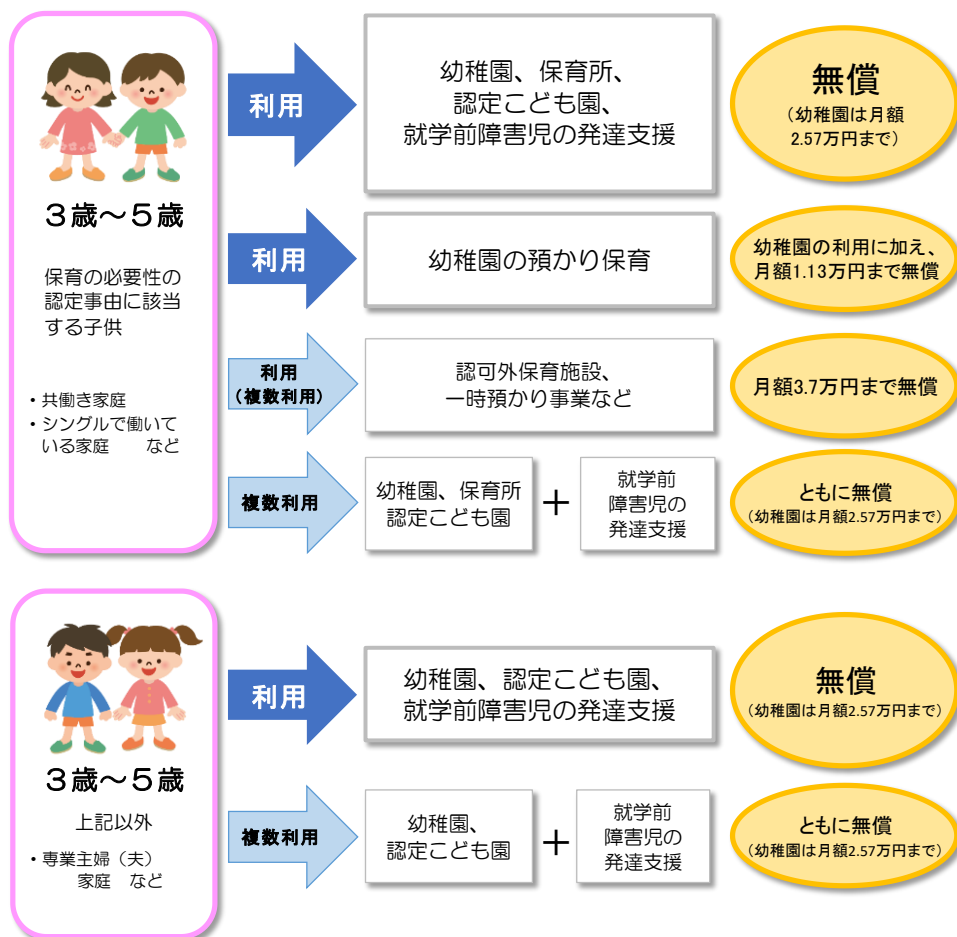 3歳～5歳
保育の必要性の
認定事由に該当
する子供
・共働き家庭
・シングルで働いて
いる家庭　など
利用
幼稚園、保育所、
認定こども園、
就学前障害児の発達支援
無償
（幼稚園は月額
2.57万円まで）
利用
幼稚園の預かり保育
幼稚園の利用に加え、
月額1.13万円まで無償
利用
（複数利用）
認可外保育施設、
一時預かり事業など
月額3.7万円まで無償
複数利用
幼稚園、保育所
認定こども園
＋
就学前
障害児の
発達支援
ともに無償
（幼稚園は月額2.57万円まで）
3歳～5歳
上記以外
・専業主婦（夫）
家庭　など
利用
幼稚園、認定こども園、
就学前障害児の発達支援
無償
（幼稚園は月額2.57万円まで）
複数利用
幼稚園、
認定こども園
＋
就学前
障害児の
発達支援
ともに無償
（幼稚園は月額2.57万円まで）